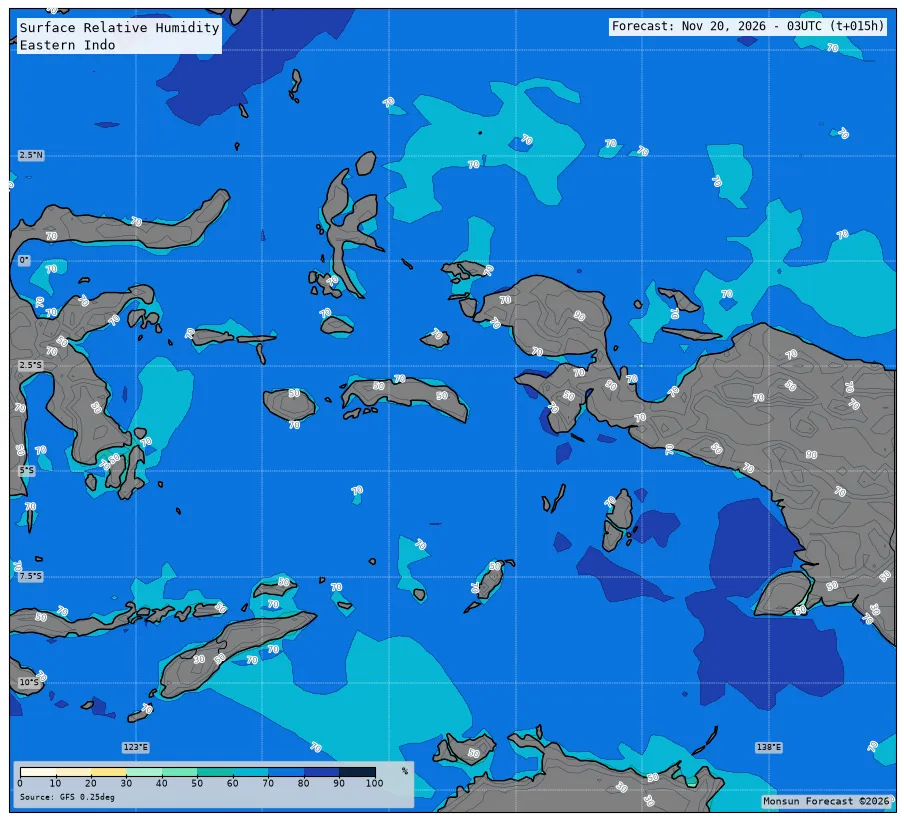 Surface Relative Humidity
Eastern Indo
Forecast: Nov 20, 2026 - 03UTC (t+015h)
2.5°N
0°
2.5°S
5°S
7.5°S
10°S
123°E
138°E
0 10 20 30 40 50 60 70 80 90 100 %
Source: GFS 0.25deg
Monsun Forecast ©2026